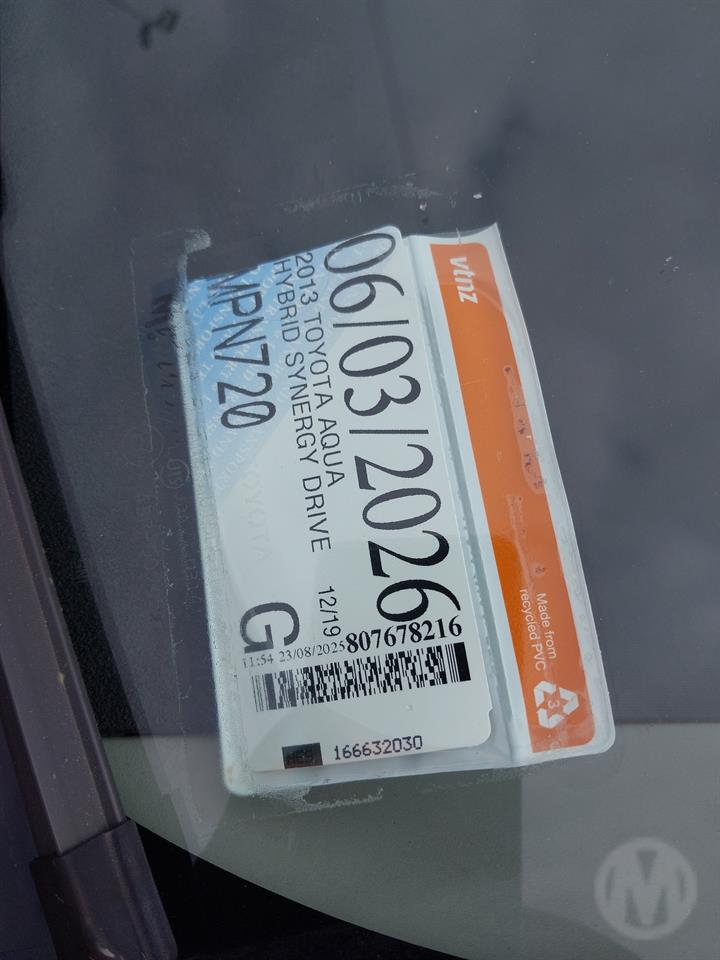 06/03/2026
2013 TOYOTA AQUA
HYBRID SYNERGY DRIVE
12/19
MPN720
G
11:54 23/08/2025
807678216
166632030
vtnz
Made from
recycled PVC
3
M